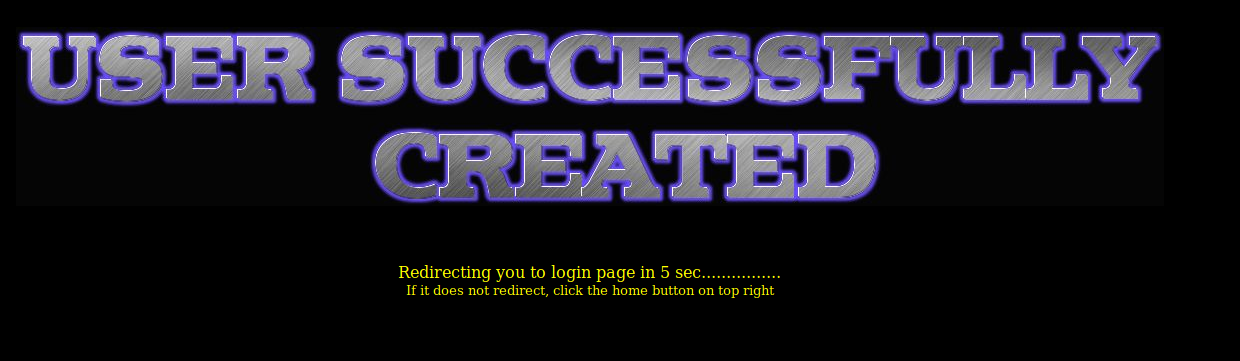 USER SUCCESSFULLY
CREATED
Redirecting you to login page in 5 sec................
If it does not redirect, click the home button on top right